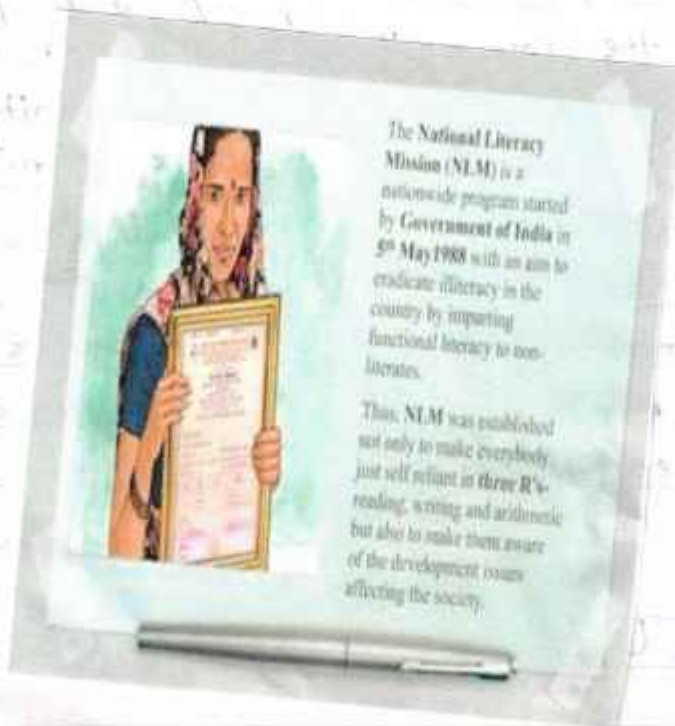 The National Literacy
Mission (NLM) is a
nationwide program started
by Government of India in
5th May1988 with an aim to
eradicate illiteracy in the
country by imparting
functional literacy to non-
literates.
Thus, NLM was established
not only to make everybody
just self reliant in three R's-
reading, writing and arithmetic
but also to make them aware
of the development issues
affecting the society.